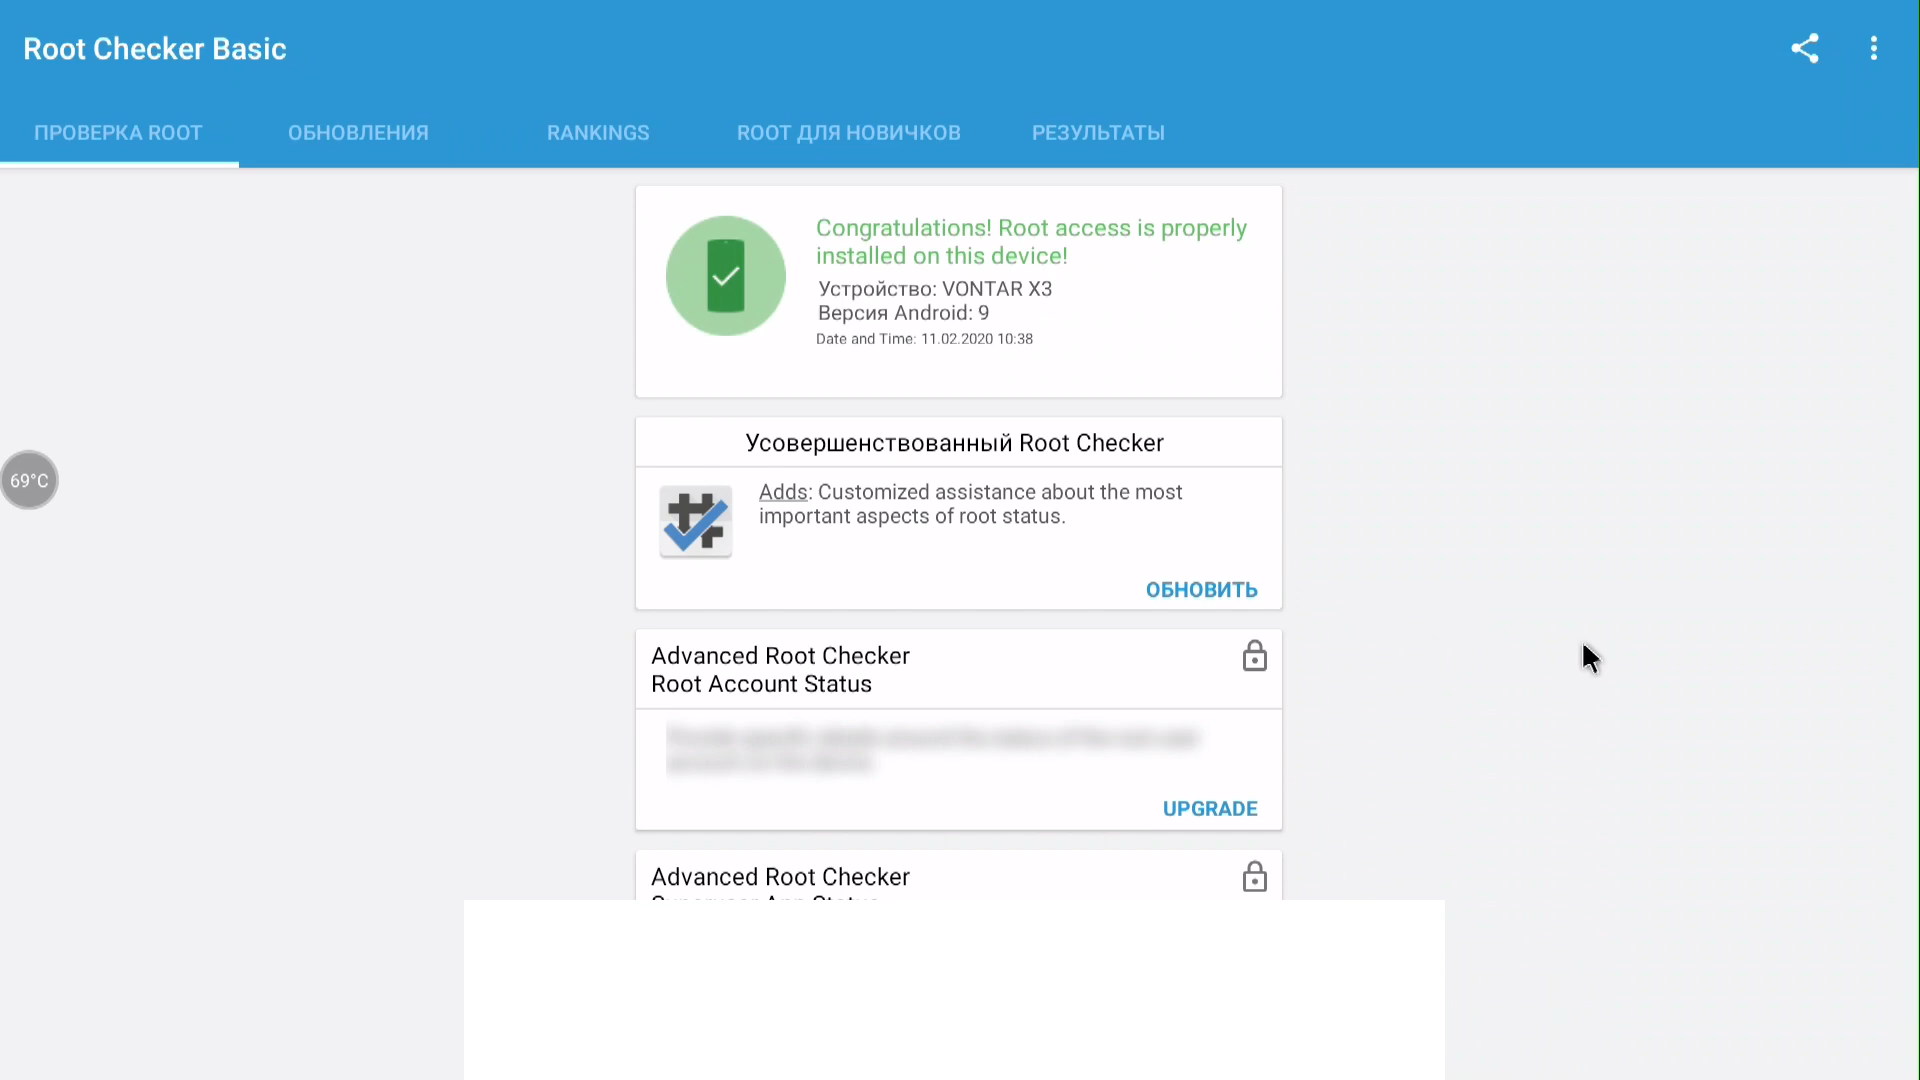 Root Checker Basic
ПРОВЕРКА ROOT
ОБНОВЛЕНИЯ
RANKINGS
ROOT ДЛЯ НОВИЧКОВ
РЕЗУЛЬТАТЫ
Congratulations! Root access is properly
installed on this device!
Устройство: VONTAR X3
Версия Android: 9
Date and Time: 11.02.2020 10:38
69°C
Усовершенствованный Root Checker
Adds: Customized assistance about the most
important aspects of root status.
ОБНОВИТЬ
Advanced Root Checker
Root Account Status
UPGRADE
Advanced Root Checker